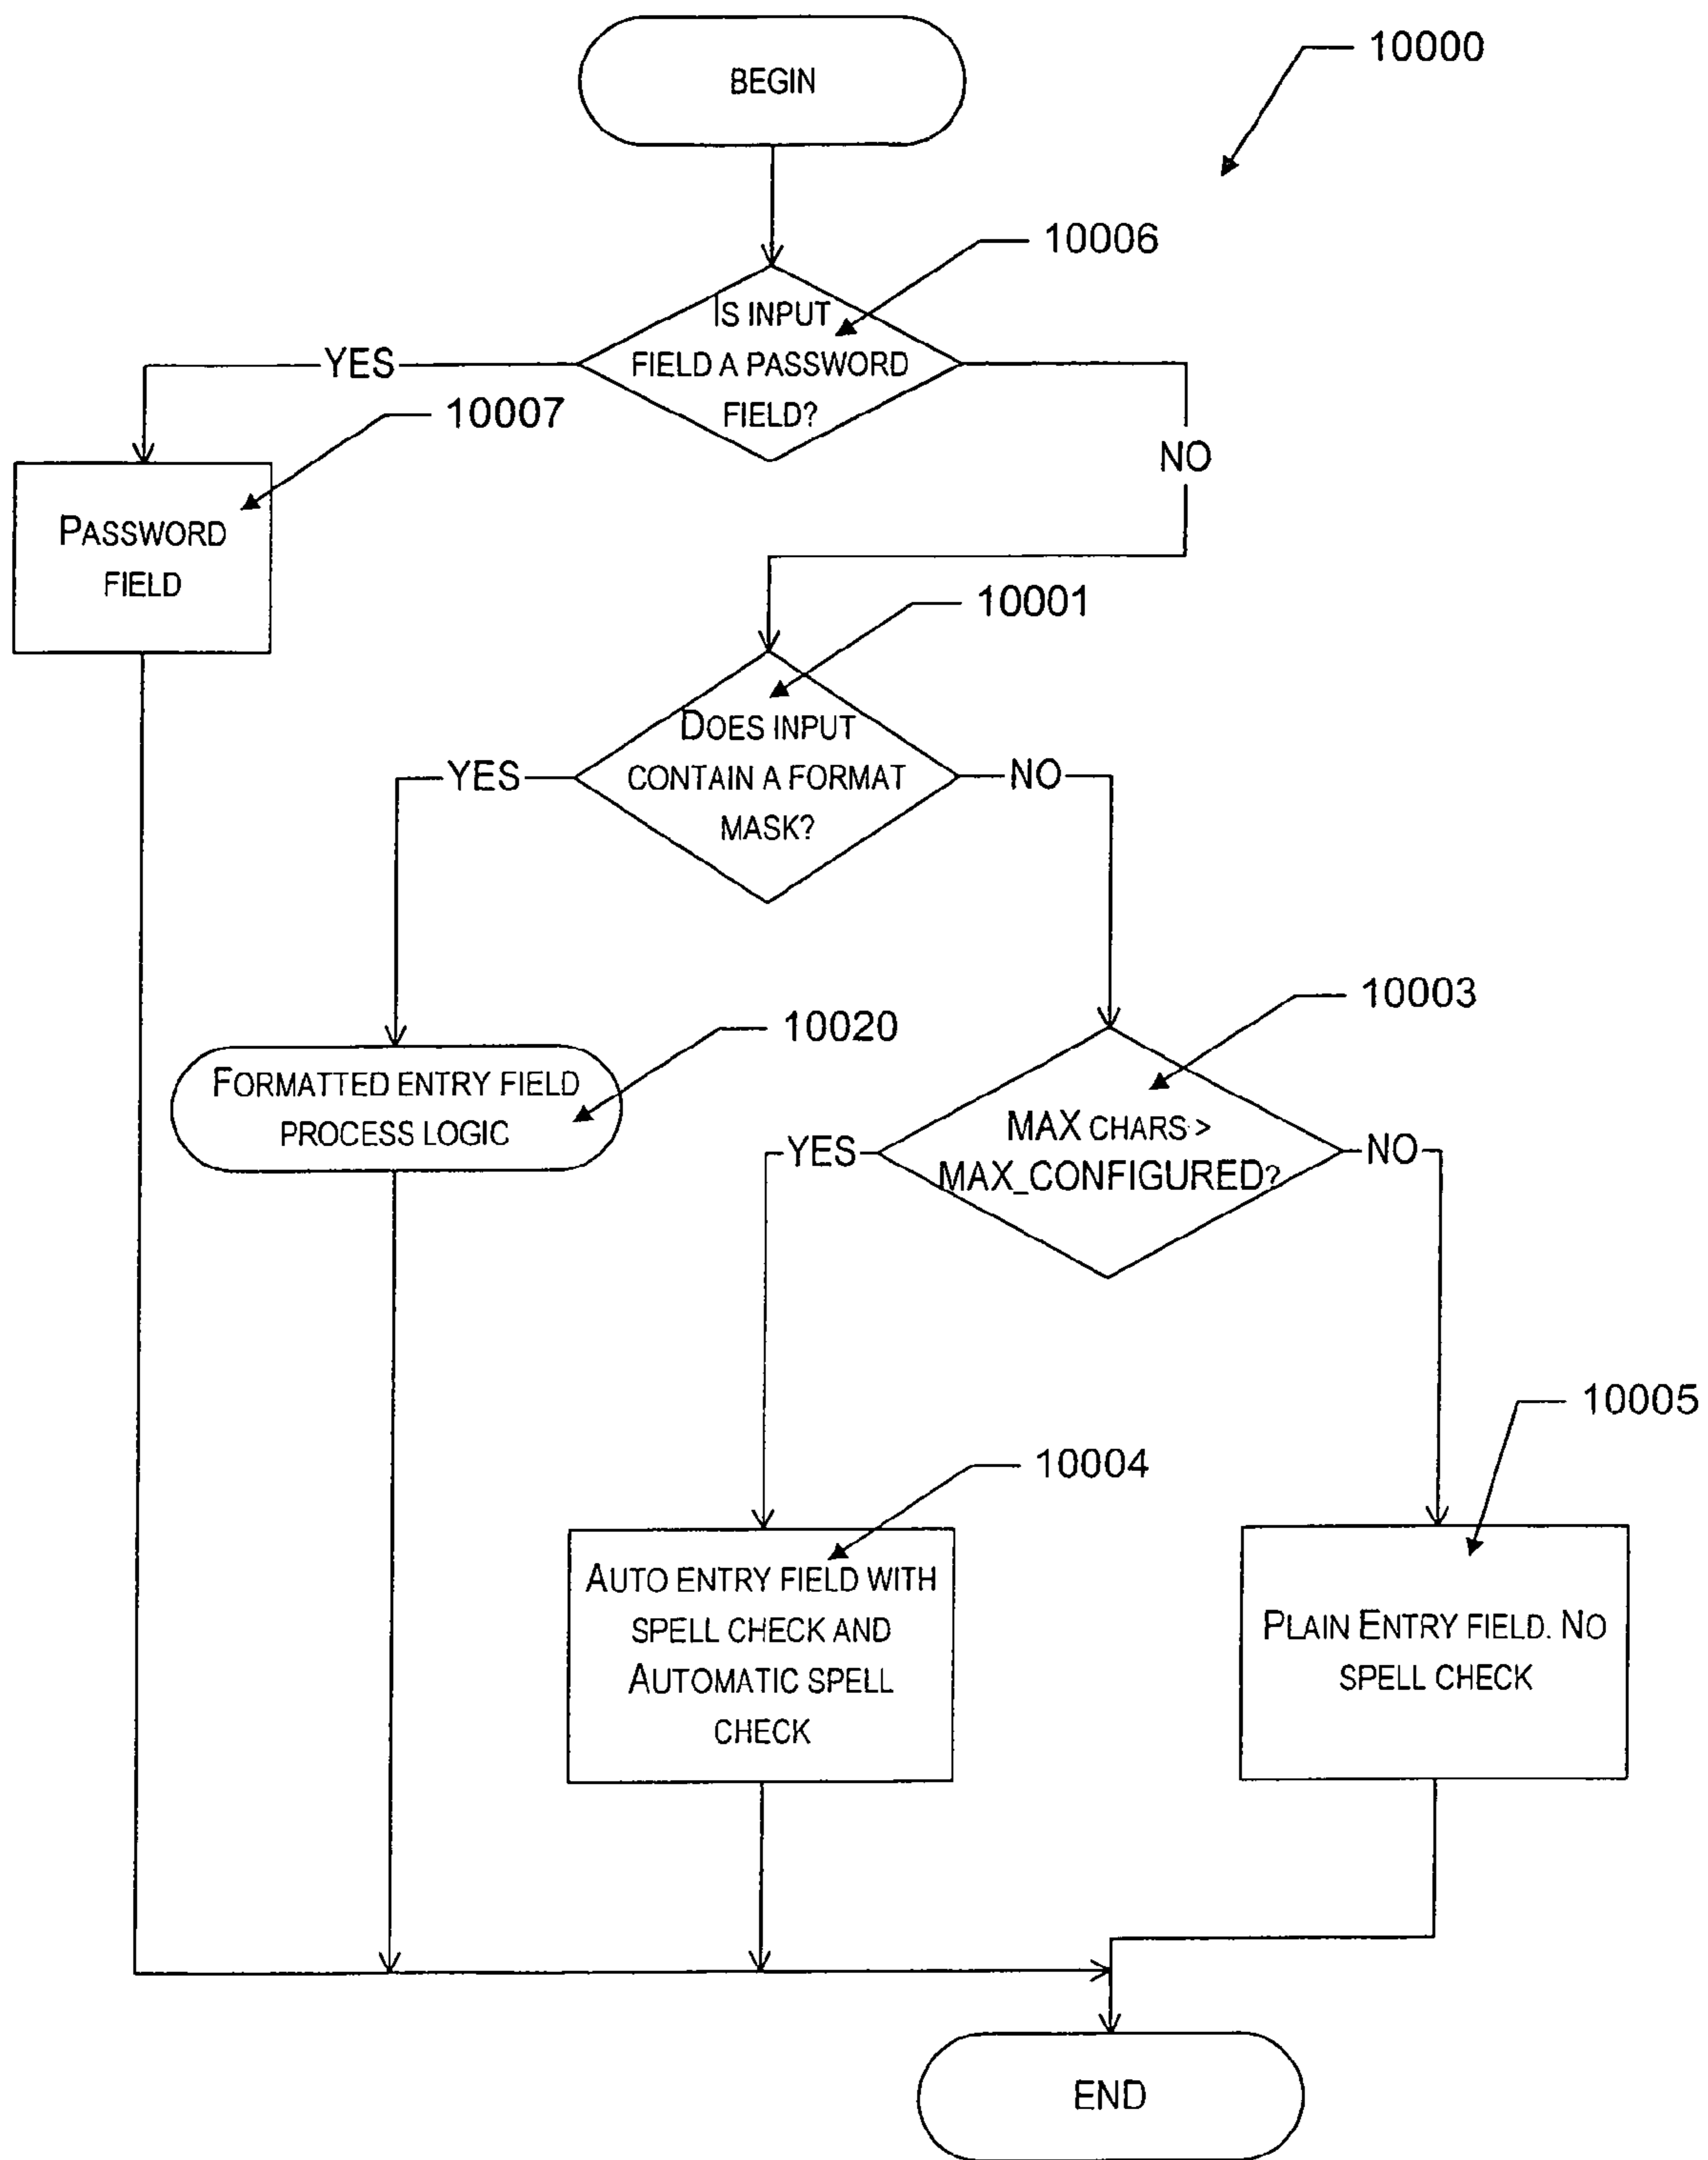 BEGIN
10000
10006
IS INPUT
FIELD A PASSWORD
FIELD?
YES
NO
10007
PASSWORD
FIELD
10001
DOES INPUT
CONTAIN A FORMAT
MASK?
YES
NO
10003
10020
FORMATTED ENTRY FIELD
PROCESS LOGIC
MAX CHARS >
MAX_CONFIGURED?
YES
NO
10005
10004
AUTO ENTRY FIELD WITH
SPELL CHECK AND
AUTOMATIC SPELL
CHECK
PLAIN ENTRY FIELD. NO
SPELL CHECK
END